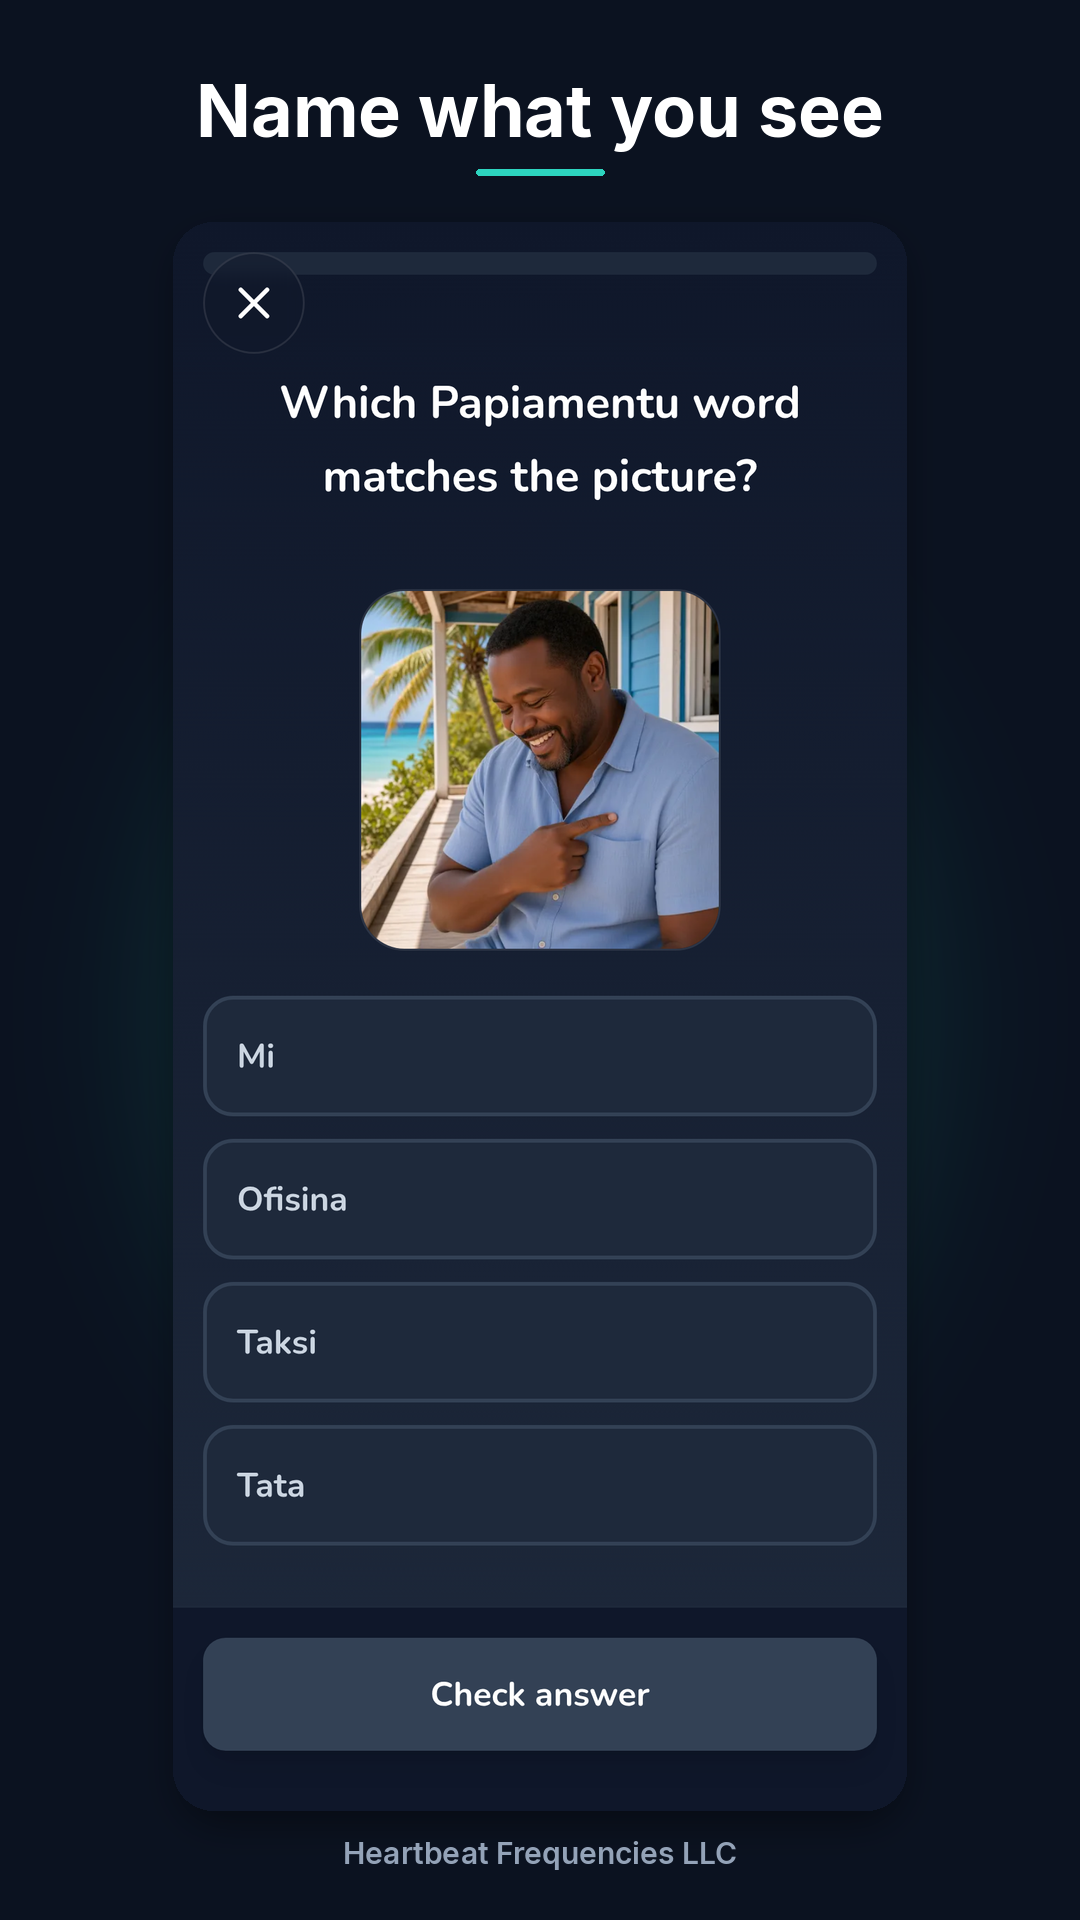 Name what you see
Which Papiamentu word
matches the picture?
Mi
Ofisina
Taksi
Tata
Check answer
Heartbeat Frequencies LLC